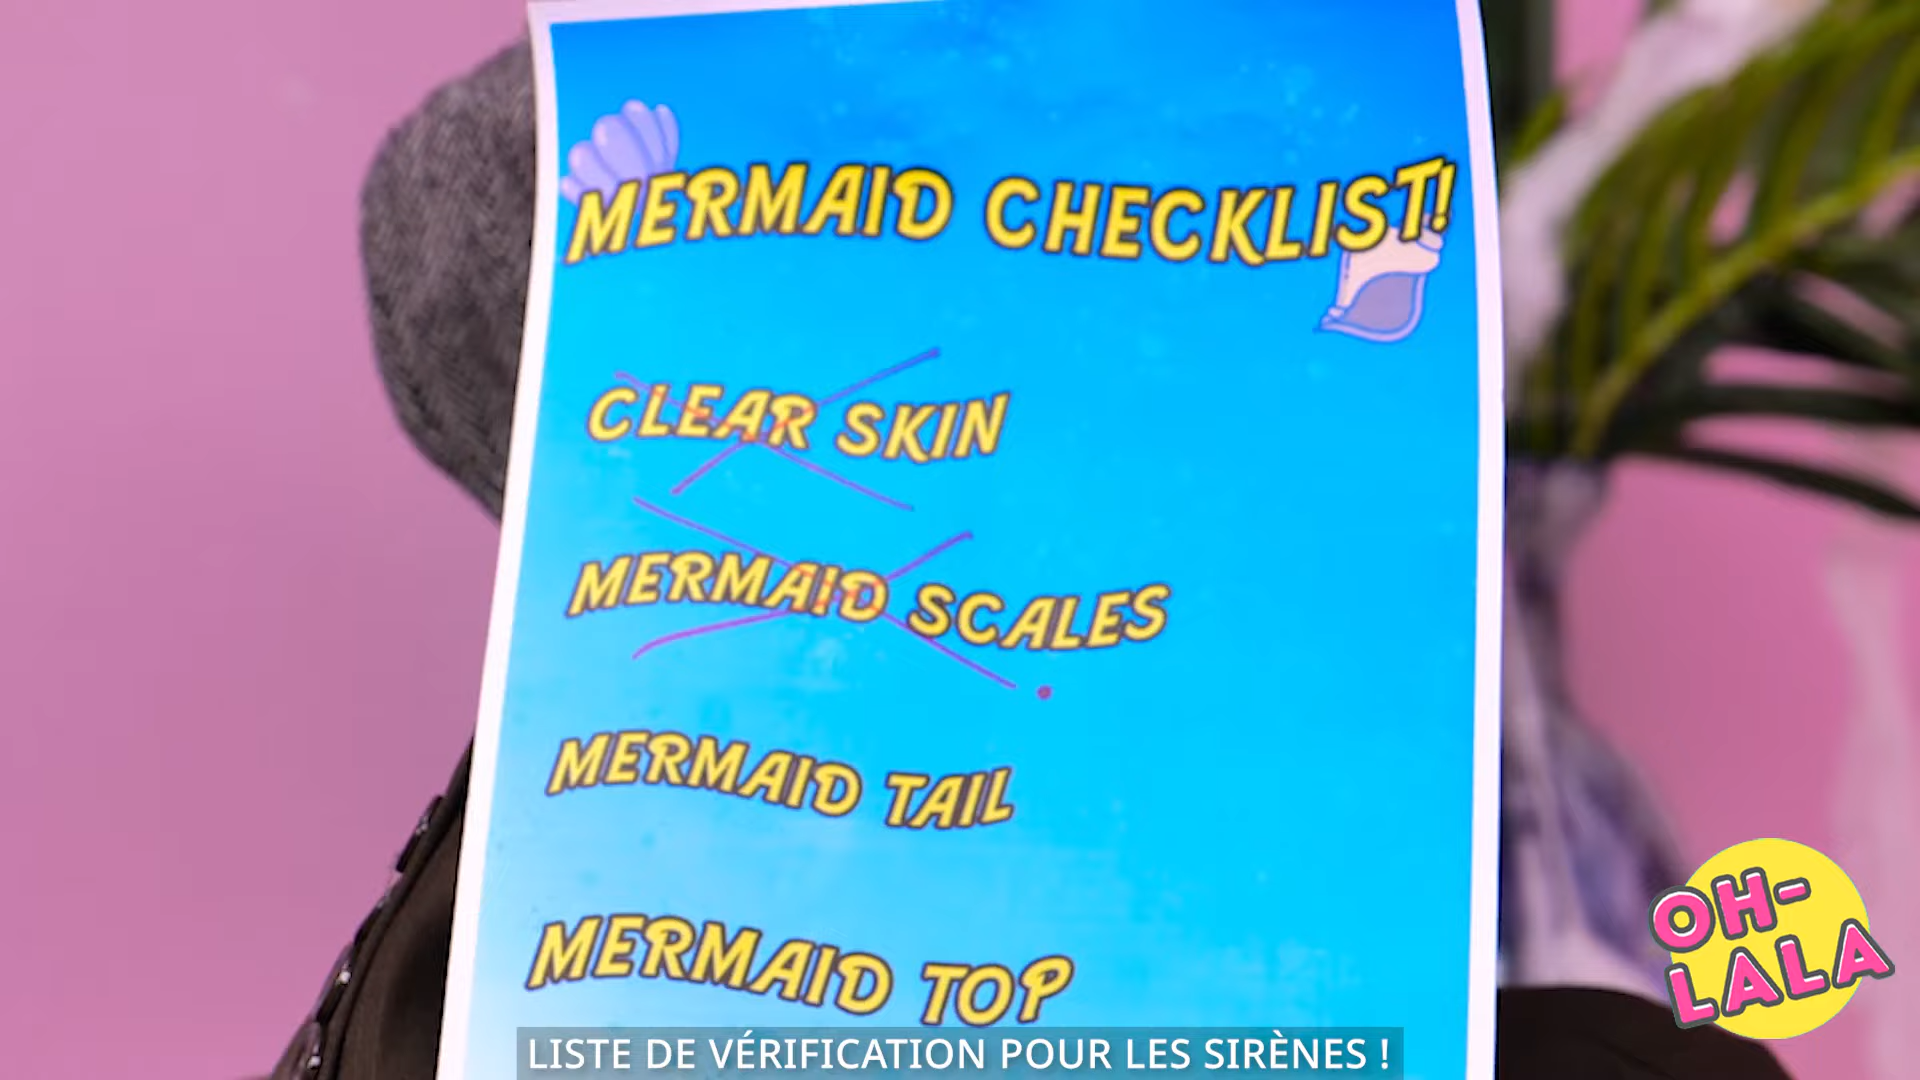 MERMAID CHECKLIST!
CLEAR SKIN
MERMAID SCALES
MERMAID TAIL
MERMAID TOP
LISTE DE VÉRIFICATION POUR LES SIRÈNES !
OH-
LALA